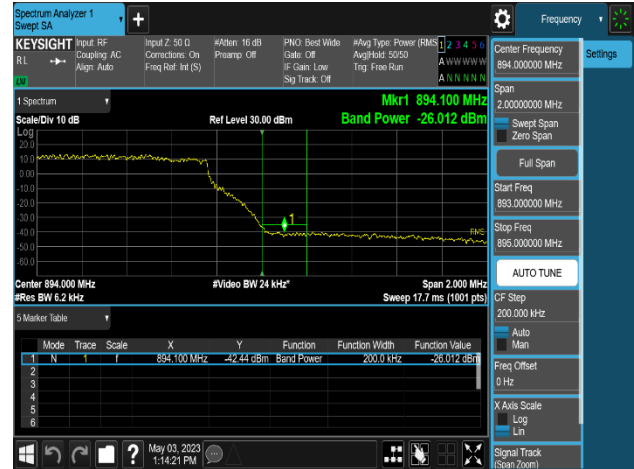 Spectrum Analyzer 1
Swept SA
+
Frequency
KEYSIGHT
Input: RF
Input Z: 50 Ω
#Atten: 16 dB
PNO: Best Wide
#Avg Type: Power (RMS
1 2 3 4 5 6
RL
Coupling: AC
Corrections: On
Preamp: Off
Gate: Off
Avg|Hold: 50/50
A WWWWW
Align: Auto
Freq Ref: Int (S)
IF Gain: Low
Trig: Free Run
Sig Track: Off
A N N N N N
LXI
1 Spectrum
Mkr1 894.100 MHz
Scale/Div 10 dB
Ref Level 30.00 dBm
Band Power -26.012 dBm
Log
20.0
10.0
0.00
-10.0
-20.0
-30.0
-40.0
-50.0
-60.0
1
RMS
Center 894.000 MHz
#Video BW 24 kHz*
Span 2.000 MHz
#Res BW 6.2 kHz
Sweep 17.7 ms (1001 pts)
5 Marker Table
Mode Trace Scale X Y Function Function Width Function Value
1 N 1 f 894.100 MHz -42.44 dBm Band Power 200.0 kHz -26.012 dBm
2
3
4
5
6
?
May 03, 2023
1:14:21 PM
Center Frequency
894.000000 MHz
Settings
Span
2.00000000 MHz
Swept Span
Zero Span
Full Span
Start Freq
893.000000 MHz
Stop Freq
895.000000 MHz
AUTO TUNE
CF Step
200.000 kHz
Auto
Man
Freq Offset
0 Hz
X Axis Scale
Log
Lin
Signal Track
(Span Zoom)